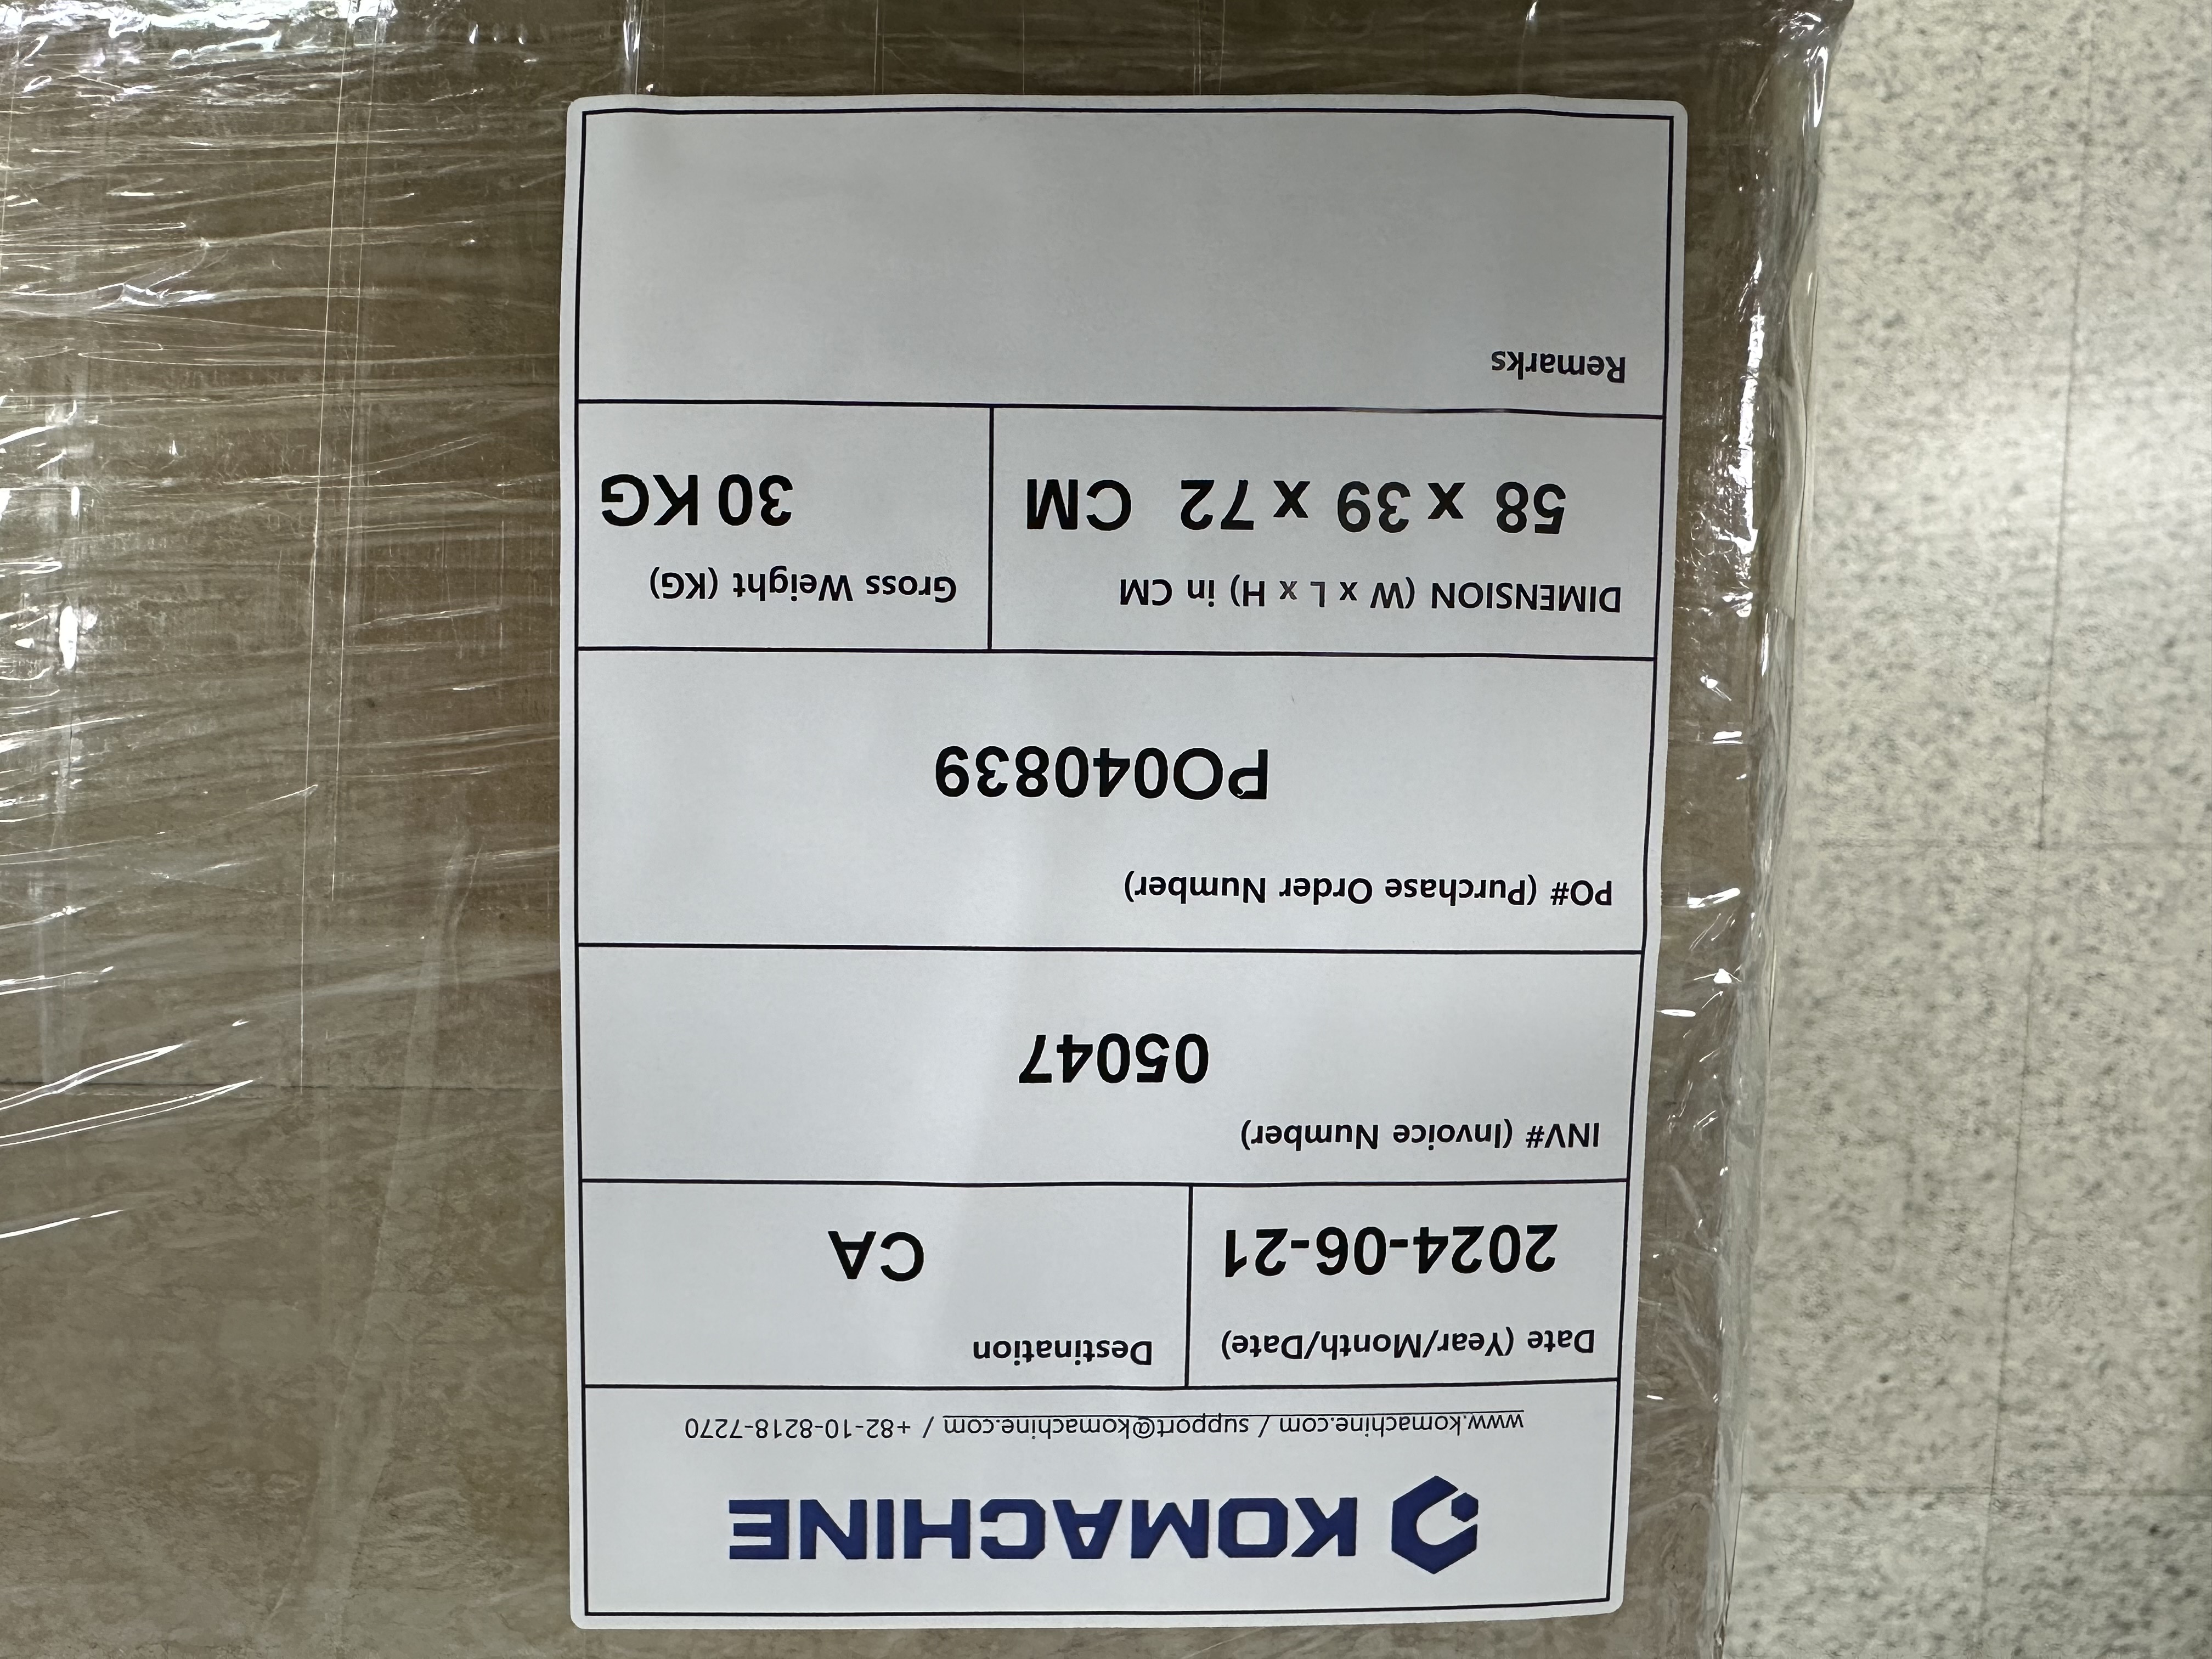 KOMACHINE
www.komachine.com / support@komachine.com / +82-10-8218-7270
Date (Year/Month/Date)
2024-06-21
Destination
CA
INV# (Invoice Number)
05047
PO# (Purchase Order Number)
PO040839
DIMENSION (W x L x H) in CM
58 x 39 x 72 CM
Gross Weight (KG)
30 KG
Remarks